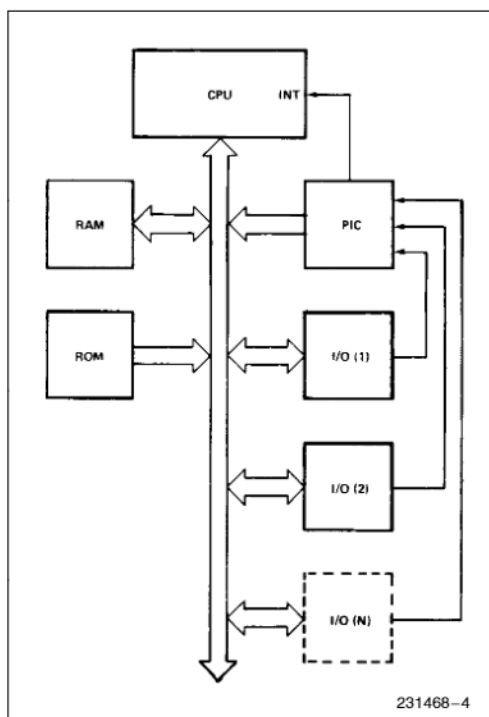 CPU INT
RAM
PIC
ROM
I/O (1)
I/O (2)
I/O (N)
231468-4